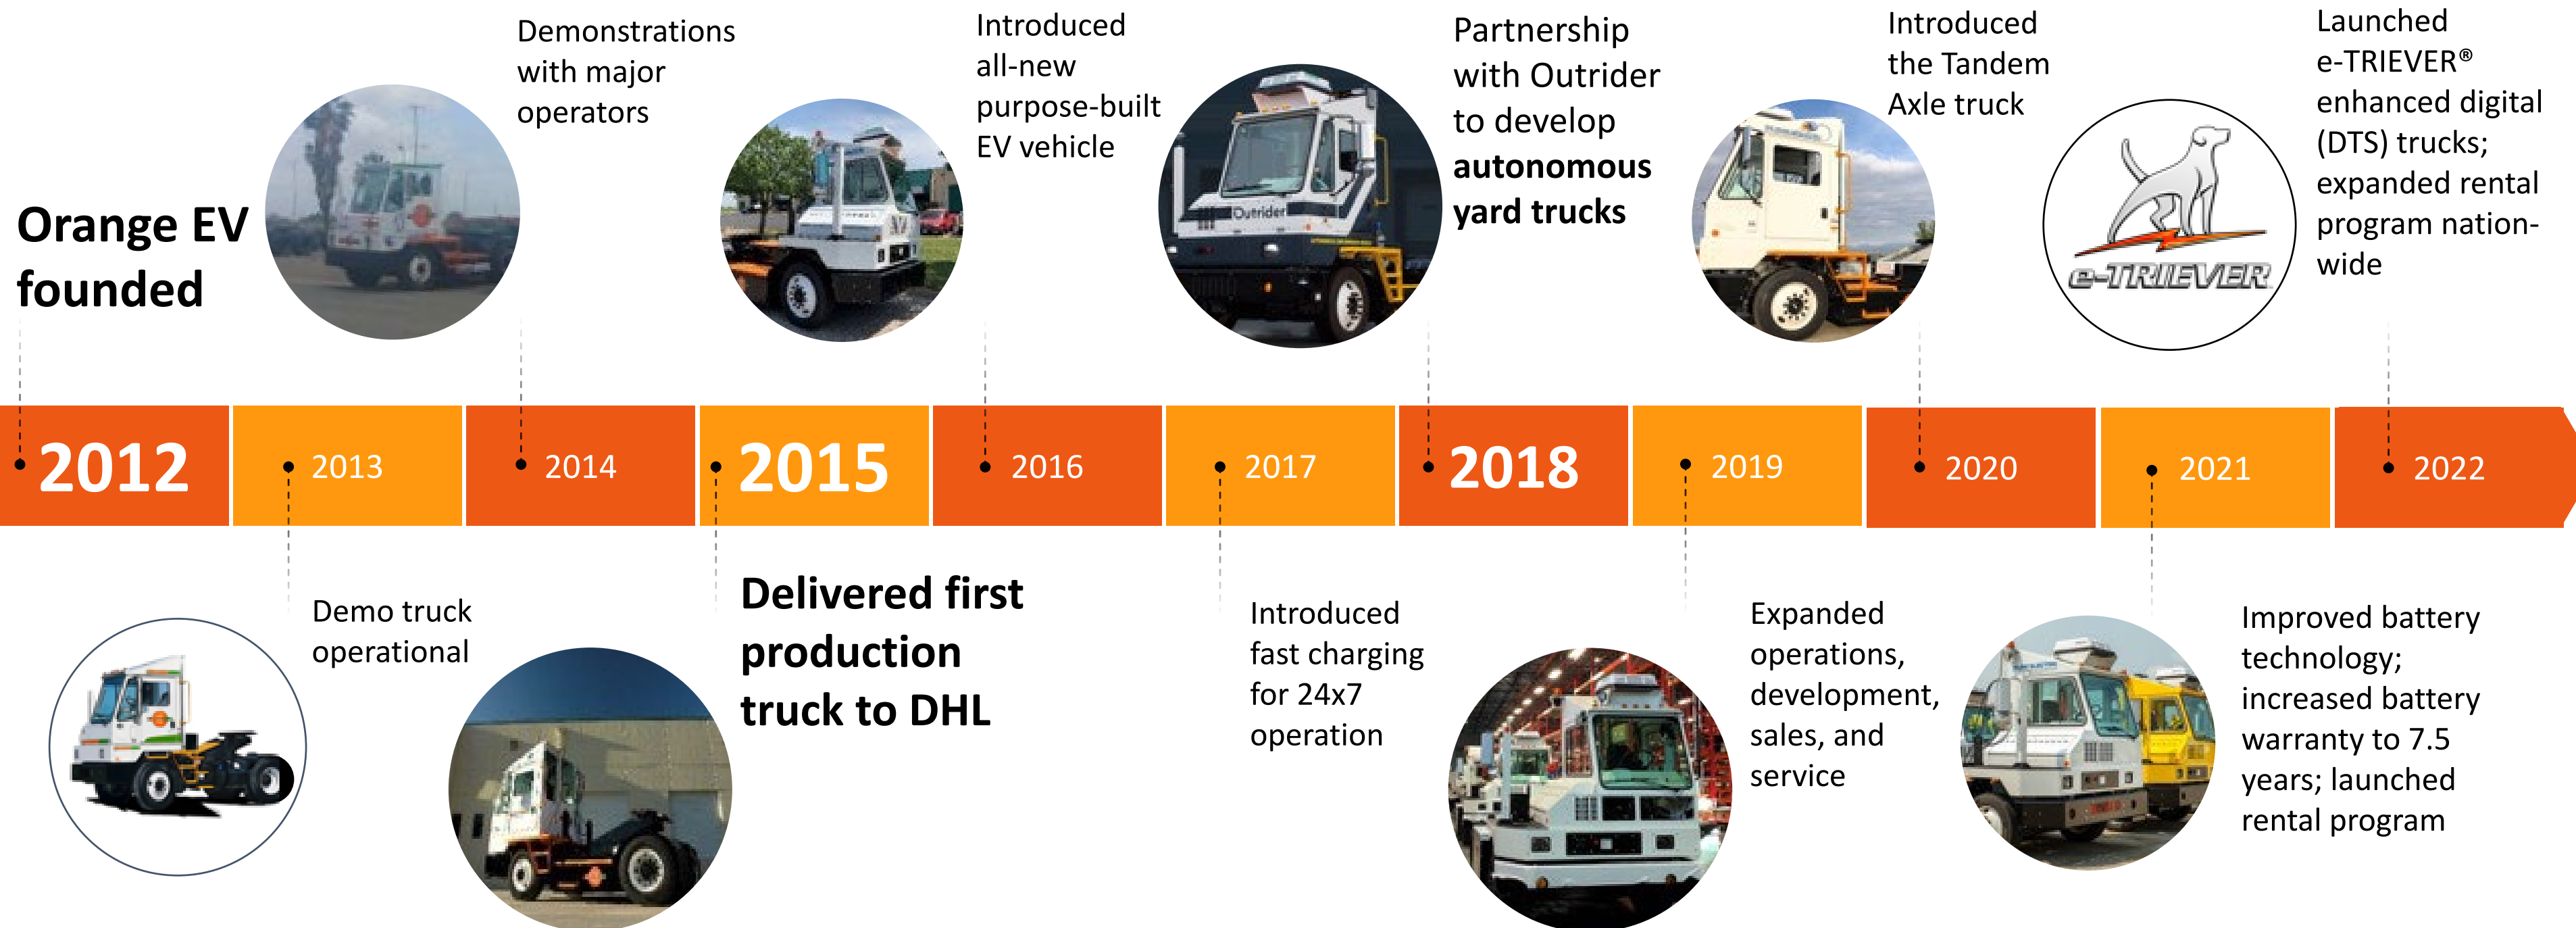 Orange EV
founded
Demonstrations
with major
operators
Introduced
all-new
purpose-built
EV vehicle
Outrider
Partnership
with Outrider
to develop
autonomous
yard trucks
Introduced
the Tandem
Axle truck
e-TRIEVER
Launched
e-TRIEVER®
enhanced digital
(DTS) trucks;
expanded rental
program nation-
wide
2012
2013
2014
2015
2016
2017
2018
2019
2020
2021
2022
Demo truck
operational
Delivered first
production
truck to DHL
Introduced
fast charging
for 24x7
operation
Expanded
operations,
development,
sales, and
service
Improved battery
technology;
increased battery
warranty to 7.5
years; launched
rental program